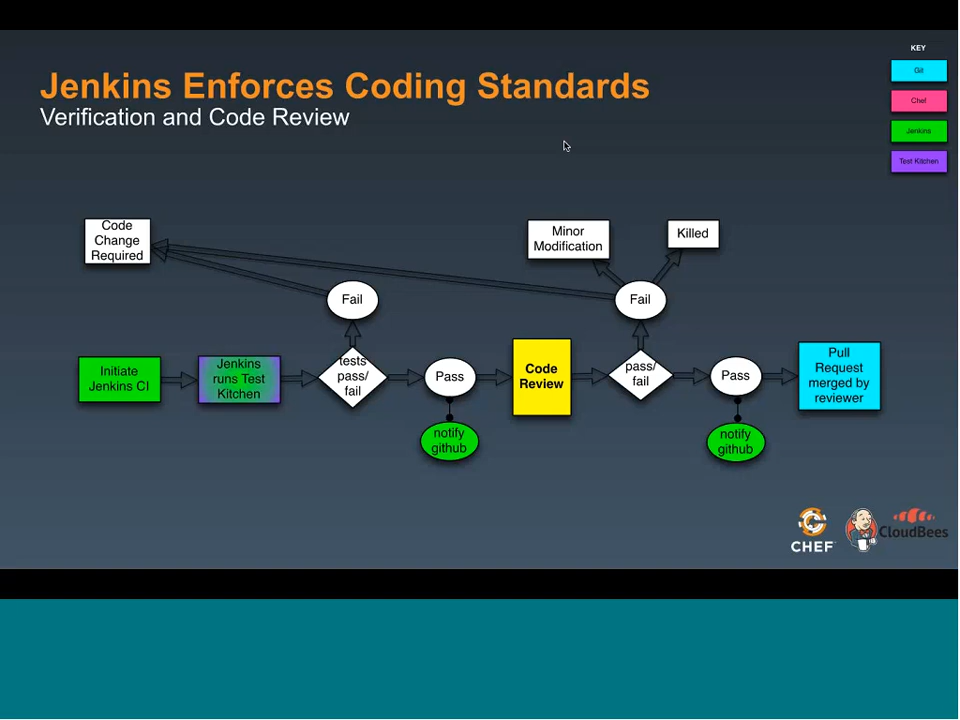 KEY
Git
Chef
Jenkins
Test Kitchen
Jenkins Enforces Coding Standards
Verification and Code Review
Code
Change
Required
Minor
Modification
Killed
Fail
Fail
Initiate
Jenkins CI
Jenkins
runs Test
Kitchen
tests
pass/
fail
Pass
Code
Review
pass/
fail
Pass
Pull
Request
merged by
reviewer
notify
github
notify
github
CHEF
CloudBees